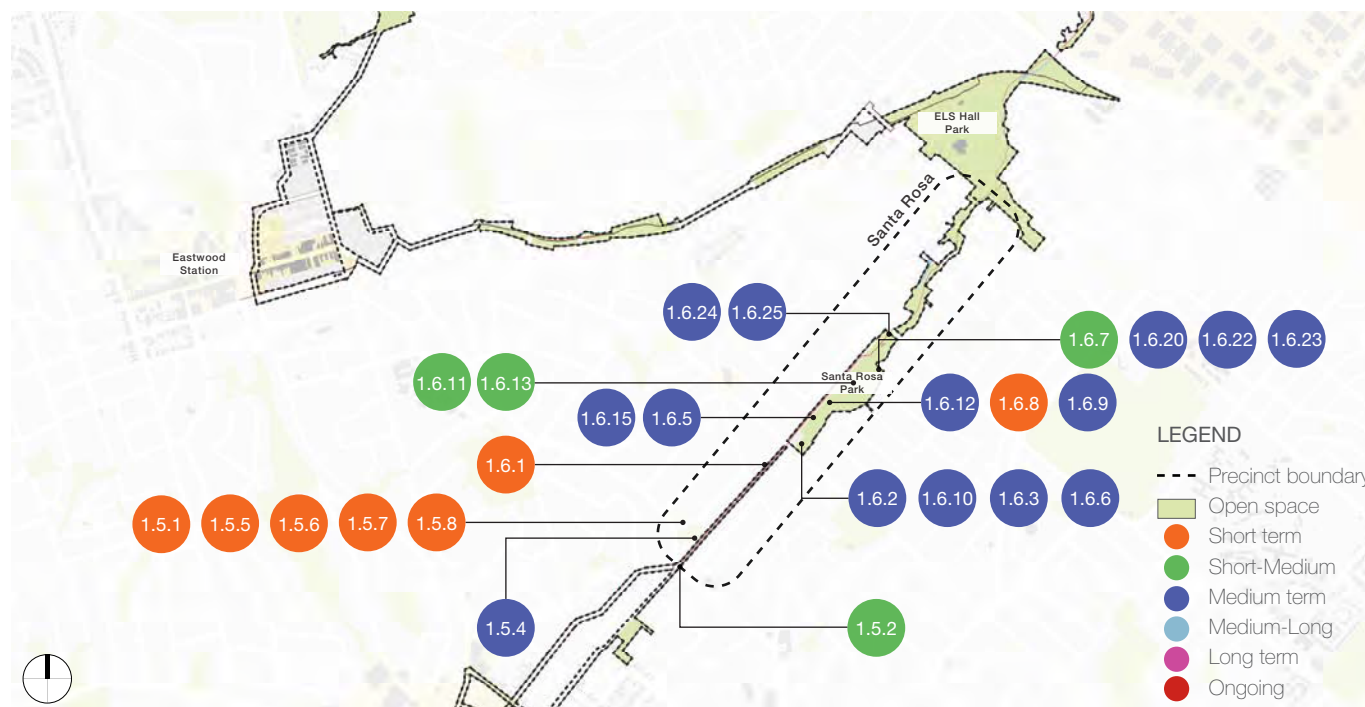 ELS Hall
Park
Santa Rosa
Eastwood
Station
1.6.24 1.6.25
1.6.7 1.6.20 1.6.22 1.6.23
1.6.11 1.6.13
Santa Rosa
Park
1.6.15 1.6.5
1.6.12 1.6.8 1.6.9
1.6.1
1.6.2 1.6.10 1.6.3 1.6.6
1.5.1 1.5.5 1.5.6 1.5.7 1.5.8
1.5.4
1.5.2
LEGEND
Precinct boundary
Open space
Short term
Short-Medium
Medium term
Medium-Long
Long term
Ongoing